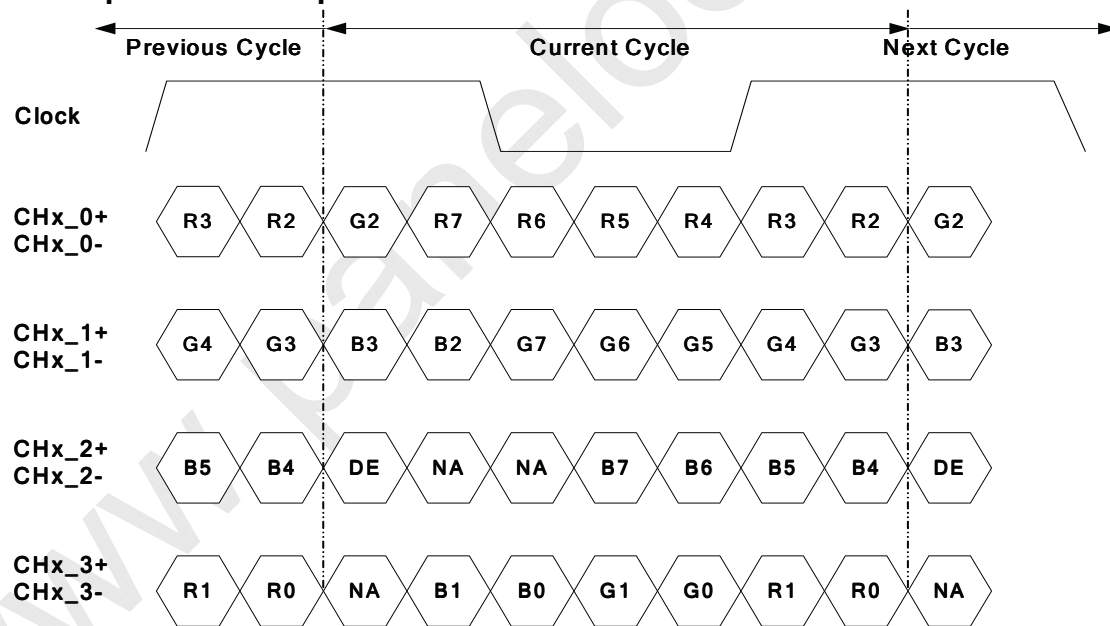 Previous Cycle Current Cycle Next Cycle
Clock
CHx_0+
CHx_0-
R3 R2 G2 R7 R6 R5 R4 R3 R2 G2
CHx_1+
CHx_1-
G4 G3 B3 B2 G7 G6 G5 G4 G3 B3
CHx_2+
CHx_2-
B5 B4 DE NA NA B7 B6 B5 B4 DE
CHx_3+
CHx_3-
R1 R0 NA B1 B0 G1 G0 R1 R0 NA